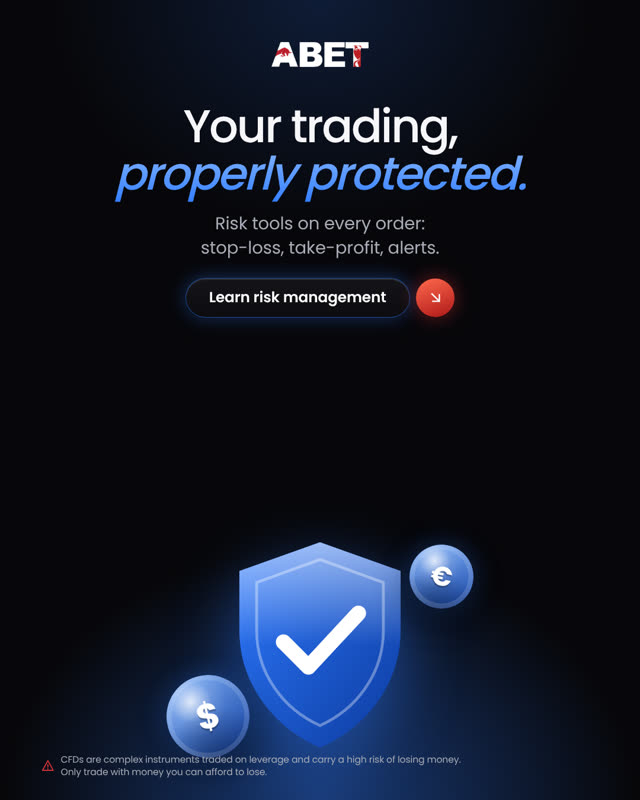 ABET
Your trading,
properly protected.
Risk tools on every order:
stop-loss, take-profit, alerts.
Learn risk management
€
$
CFDs are complex instruments traded on leverage and carry a high risk of losing money.
Only trade with money you can afford to lose.